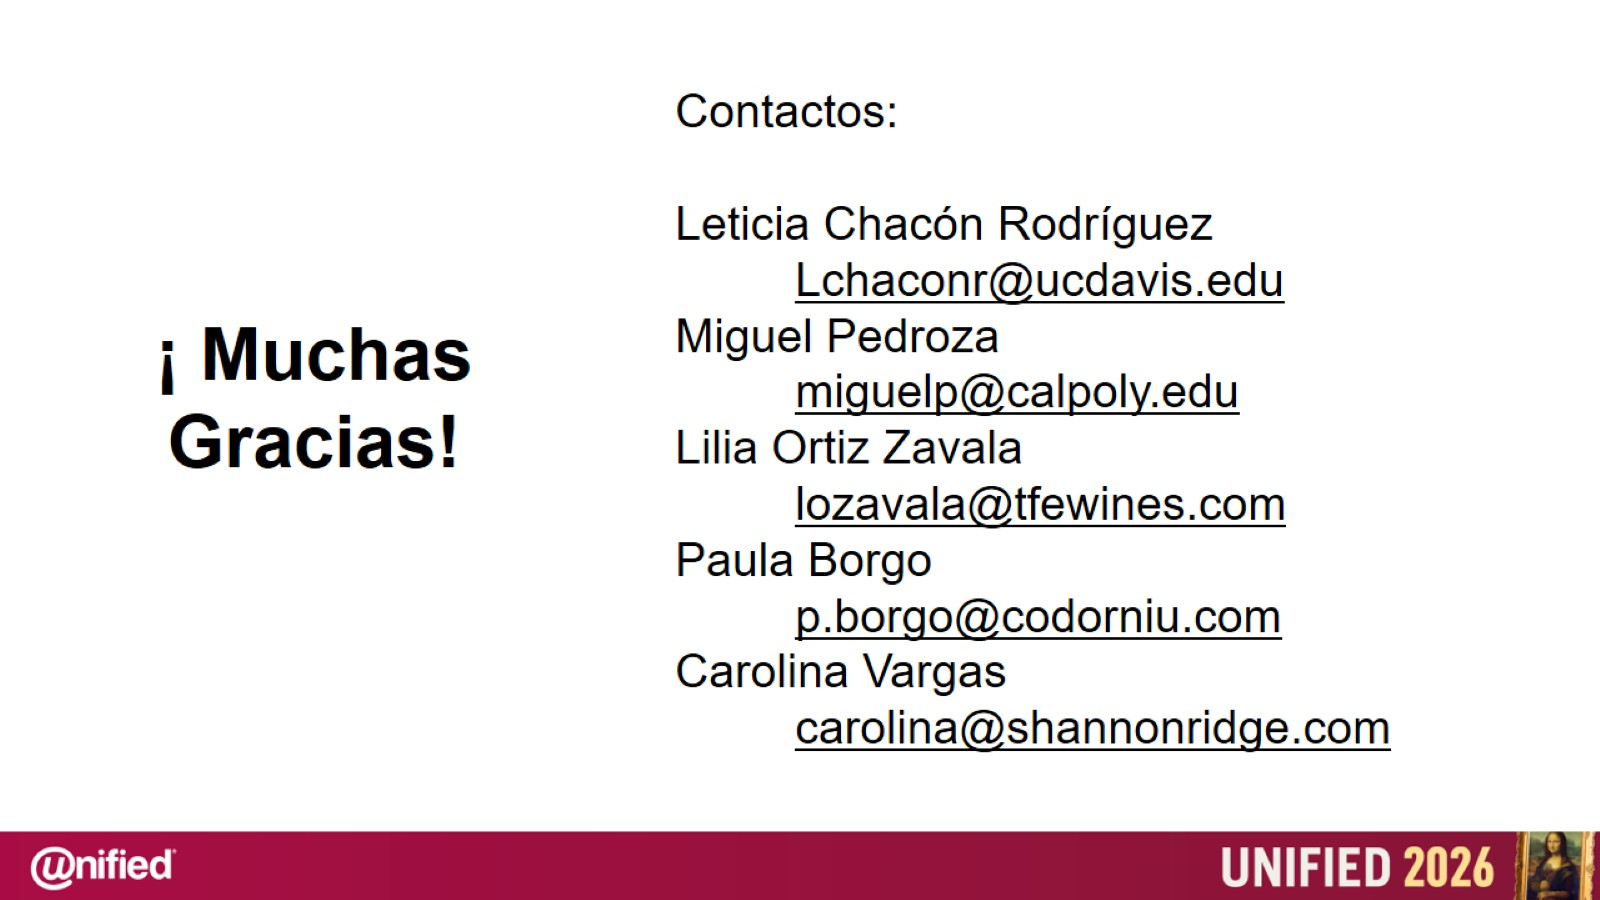 ¡ Muchas
Gracias!
Contactos:
Leticia Chacón Rodríguez
Lchaconr@ucdavis.edu
Miguel Pedroza
miguelp@calpoly.edu
Lilia Ortiz Zavala
lozavala@tfewines.com
Paula Borgo
p.borgo@codorniu.com
Carolina Vargas
carolina@shannonridge.com
unified
UNIFIED 2026